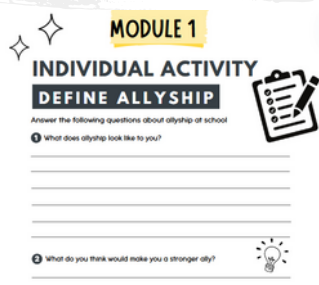 MODULE 1
INDIVIDUAL ACTIVITY
DEFINE ALLYSHIP
Answer the following questions about allyship at school
1 What does allyship look like to you?
2 What do you think would make you a stronger ally?